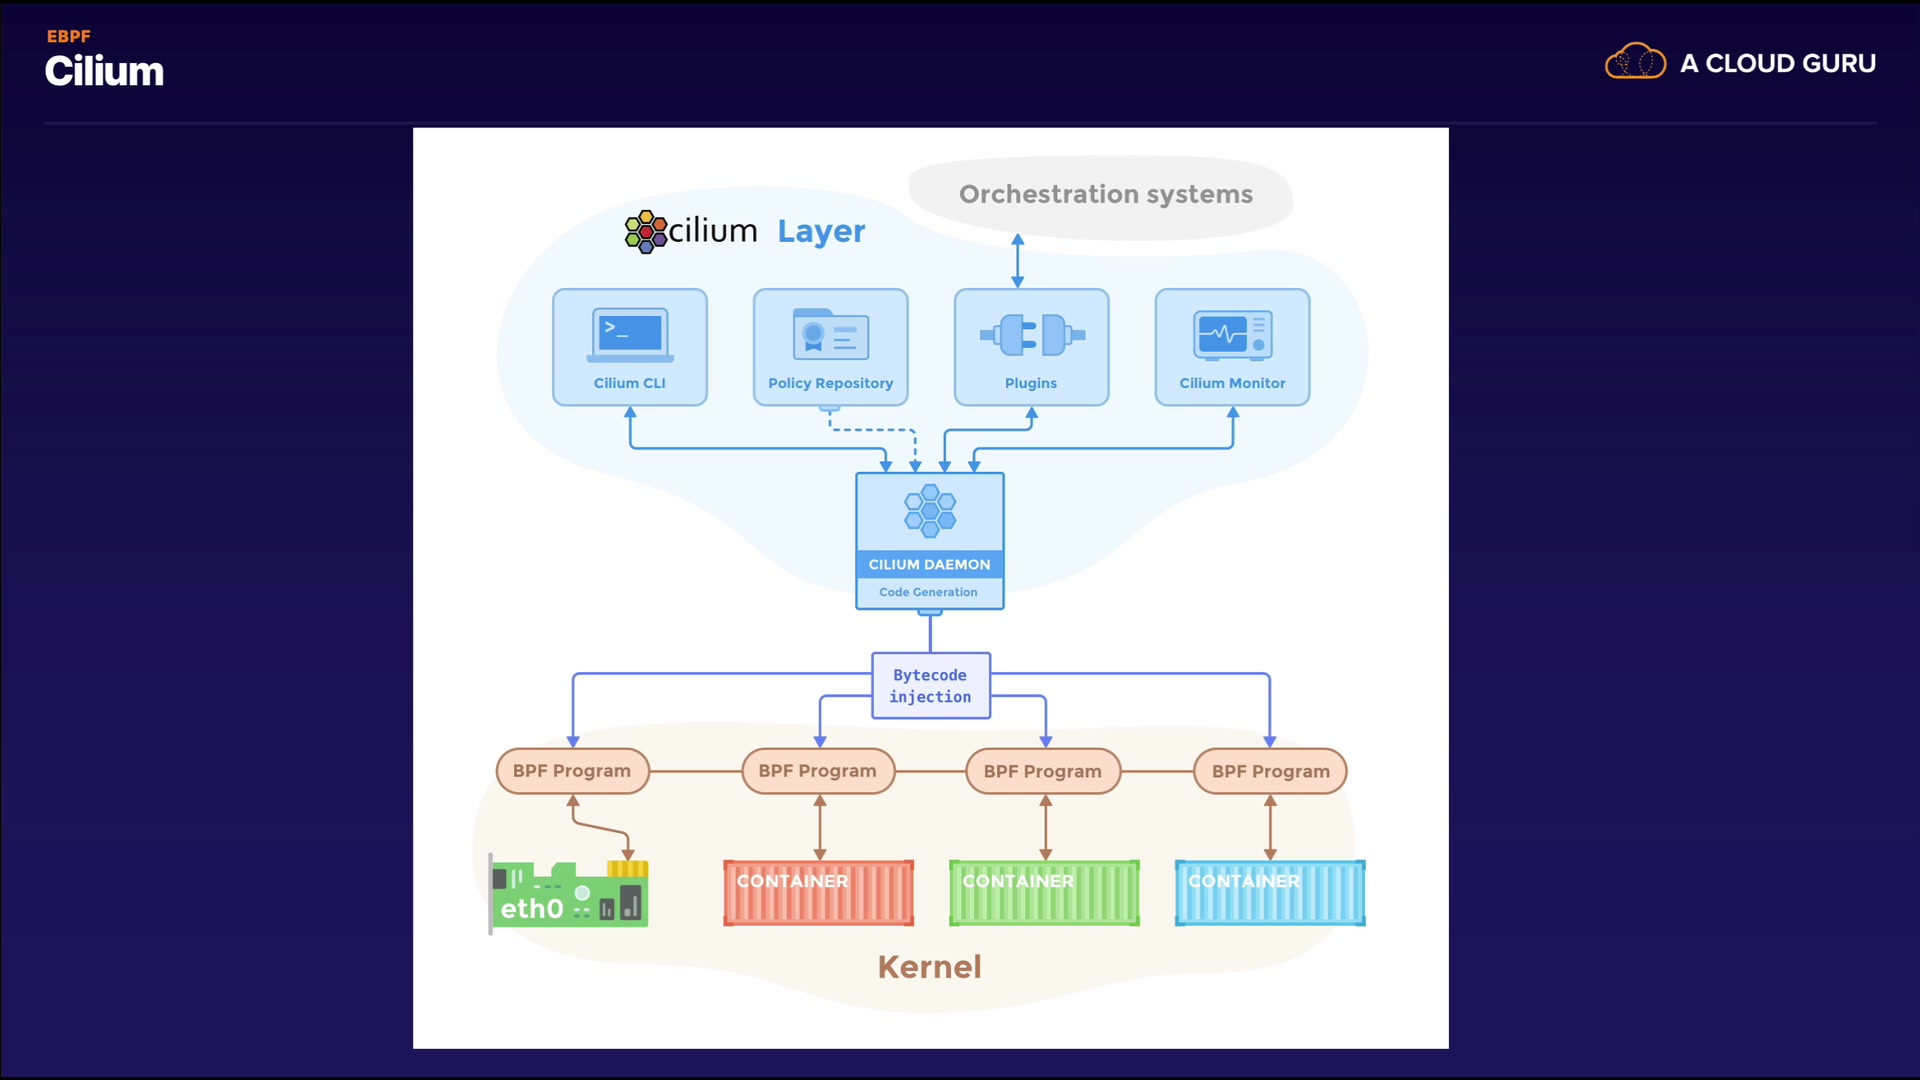 EBPF
Cilium
A CLOUD GURU
Orchestration systems
cilium Layer
>_
Cilium CLI
Policy Repository
Plugins
Cilium Monitor
CILIUM DAEMON
Code Generation
Bytecode
injection
BPF Program
BPF Program
BPF Program
BPF Program
eth0
CONTAINER
CONTAINER
CONTAINER
Kernel